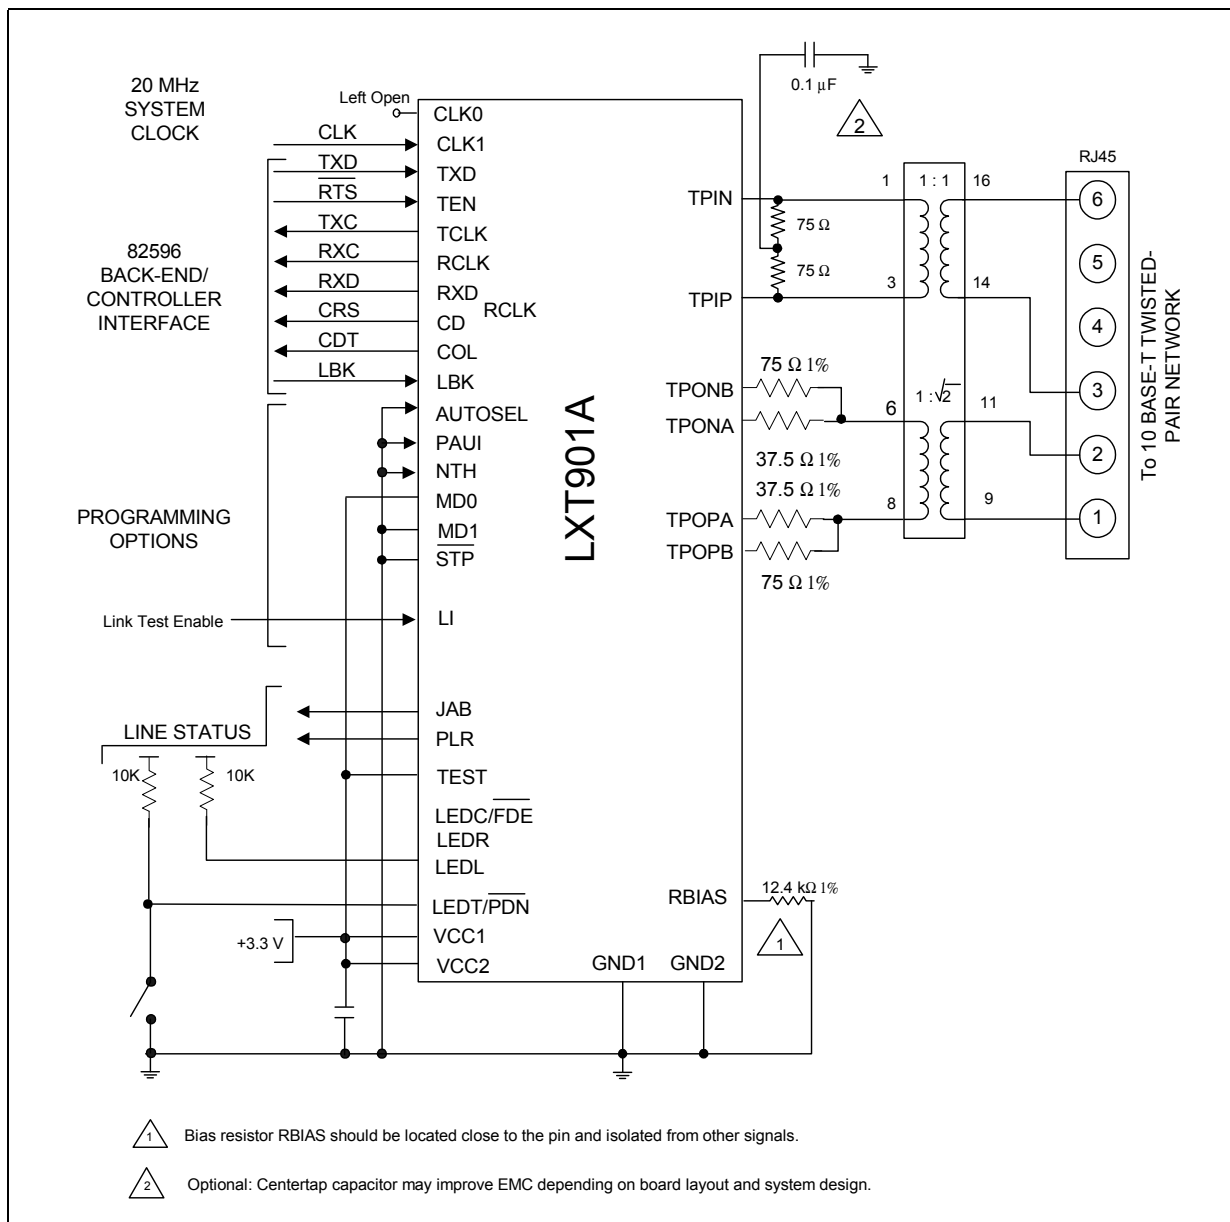 20 MHz
SYSTEM
CLOCK
Left Open
CLK
TXD
RTS
TXC
RXC
RXD
CRS
CDT
LBK
82596
BACK-END/
CONTROLLER
INTERFACE
PROGRAMMING
OPTIONS
Link Test Enable
LINE STATUS
10K
10K
+3.3 V
CLK0
CLK1
TXD
TEN
TCLK
RCLK
RXD
RCLK
CD
COL
LBK
AUTOSEL
PAUI
NTH
MD0
MD1
STP
LI
JAB
PLR
TEST
LEDC/FDE
LEDR
LEDL
LEDT/PDN
VCC1
VCC2
LXT901A
GND1
GND2
TPIN
TPIP
TPONB
TPONA
TPOPA
TPOPB
RBIAS
0.1 μF
2
75 Ω
75 Ω
75 Ω 1%
37.5 Ω 1%
37.5 Ω 1%
75 Ω 1%
12.4 kΩ 1%
1
1
1 : 1
16
3
14
6
1 :√2
11
8
9
RJ45
6
5
4
3
2
1
To 10 BASE-T TWISTED-
PAIR NETWORK
1 Bias resistor RBIAS should be located close to the pin and isolated from other signals.
2 Optional: Centertap capacitor may improve EMC depending on board layout and system design.